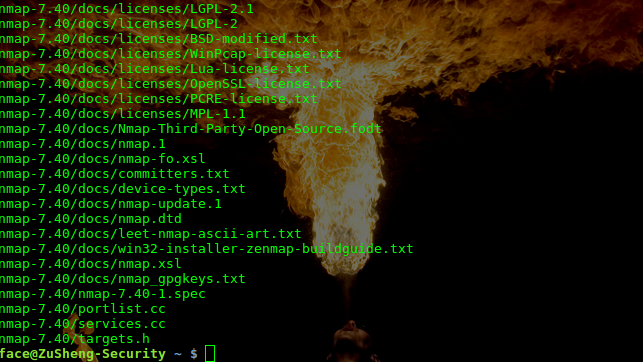 nmap-7.40/docs/licenses/LGPL-2.1
nmap-7.40/docs/licenses/LGPL-2
nmap-7.40/docs/licenses/BSD-modified.txt
nmap-7.40/docs/licenses/WinPcap-license.txt
nmap-7.40/docs/licenses/Lua-license.txt
nmap-7.40/docs/licenses/OpenSSL-license.txt
nmap-7.40/docs/licenses/PCRE-license.txt
nmap-7.40/docs/licenses/MPL-1.1
nmap-7.40/docs/Nmap-Third-Party-Open-Source.fodt
nmap-7.40/docs/nmap.1
nmap-7.40/docs/nmap-fo.xsl
nmap-7.40/docs/committers.txt
nmap-7.40/docs/device-types.txt
nmap-7.40/docs/nmap-update.1
nmap-7.40/docs/nmap.dtd
nmap-7.40/docs/leet-nmap-ascii-art.txt
nmap-7.40/docs/win32-installer-zenmap-buildguide.txt
nmap-7.40/docs/nmap.xsl
nmap-7.40/docs/nmap_gpgkeys.txt
nmap-7.40/nmap-7.40-1.spec
nmap-7.40/portlist.cc
nmap-7.40/services.cc
nmap-7.40/targets.h
face@ZuSheng-Security ~ $